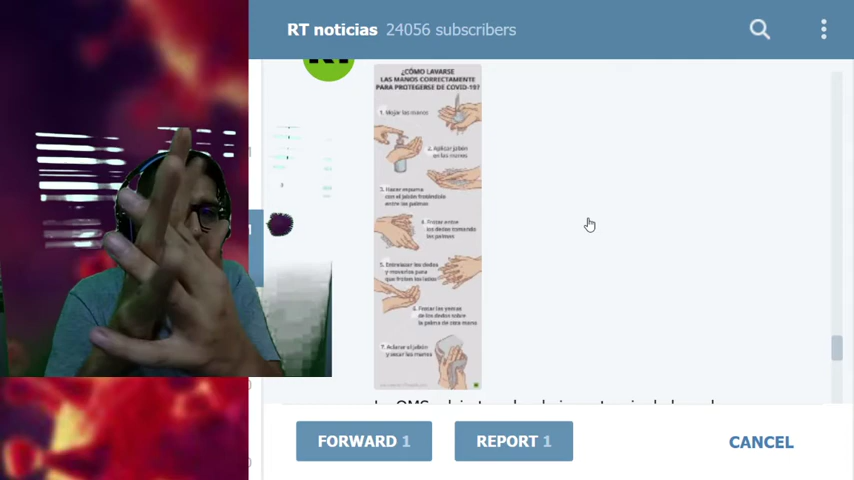 RT noticias 24056 subscribers
RT
¿CÓMO LAVARSE
LAS MANOS CORRECTAMENTE
PARA PROTEGERSE DE COVID-19?
1. Mojar las manos
2. Aplicar jabón
en las manos
3. Hacer espuma
con el jabón frotándolo
entre las palmas
4. Frotar entre
los dedos tomando
las palmas
5. Entrelazar los dedos
y moverlos para
que froten los lados
6. Frotar las yemas
de los dedos sobre
la palma de otra mano
7. Aclarar el jabón
y secar las manos
FORWARD 1
REPORT 1
CANCEL